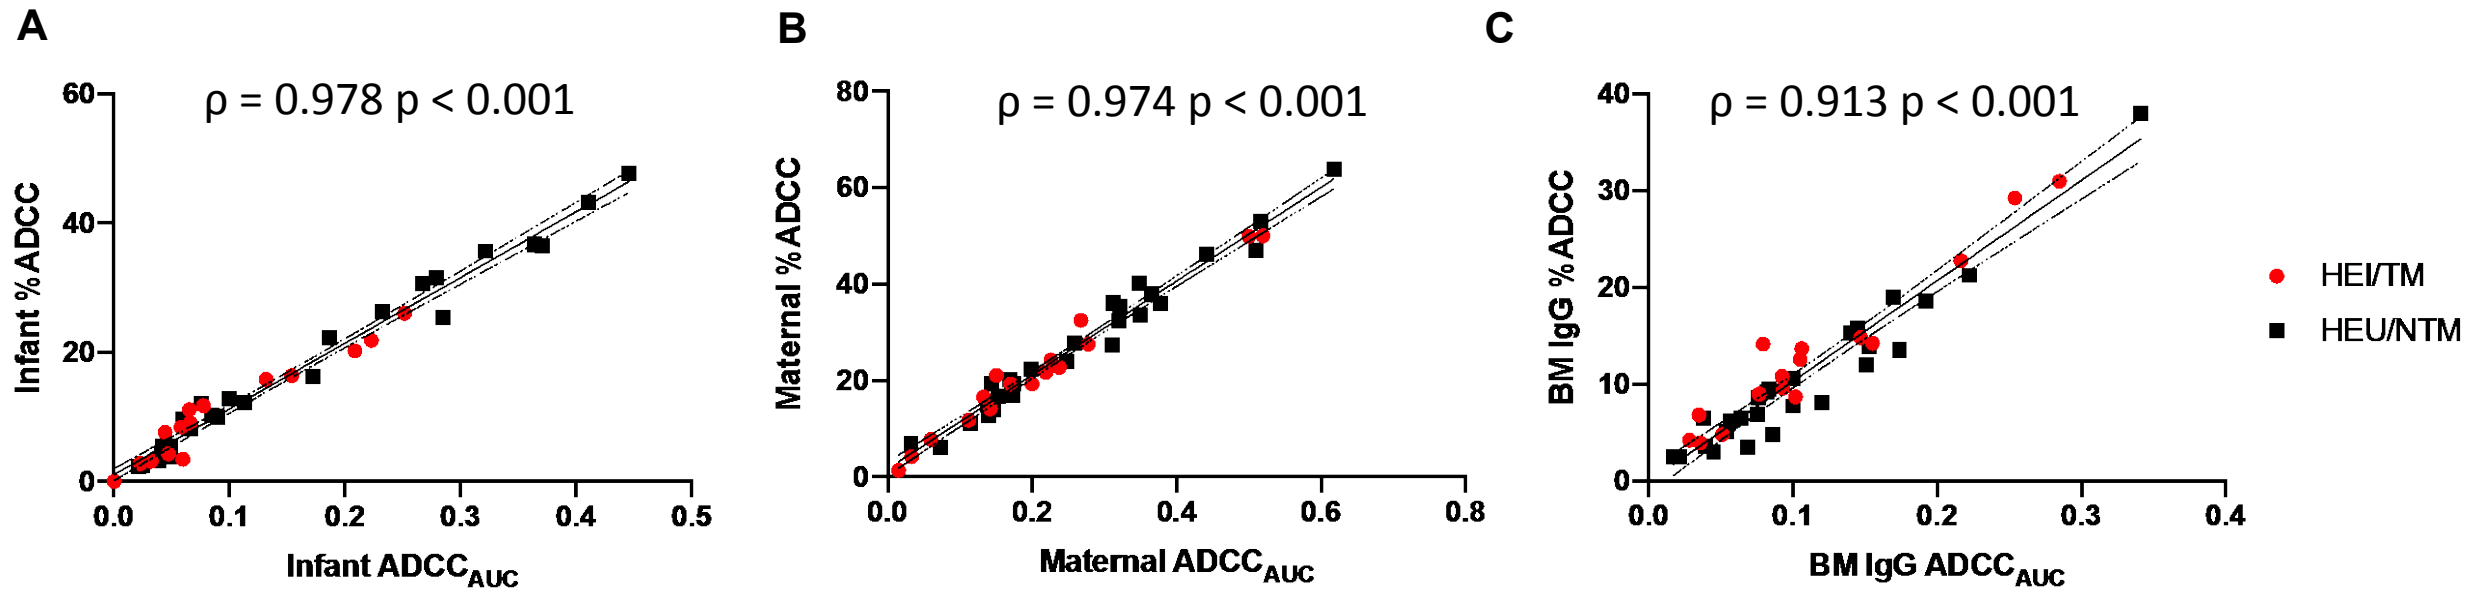 A
ρ = 0.978 p < 0.001
Infant % ADCC
60
40
20
0
0.0 0.1 0.2 0.3 0.4 0.5
Infant ADCCAUC
B
ρ = 0.974 p < 0.001
Maternal % ADCC
80
60
40
20
0
0.0 0.2 0.4 0.6 0.8
Maternal ADCCAUC
C
ρ = 0.913 p < 0.001
BM IgG % ADCC
40
30
20
10
0
0.0 0.1 0.2 0.3 0.4
BM IgG ADCCAUC
HEI/TM
HEU/NTM